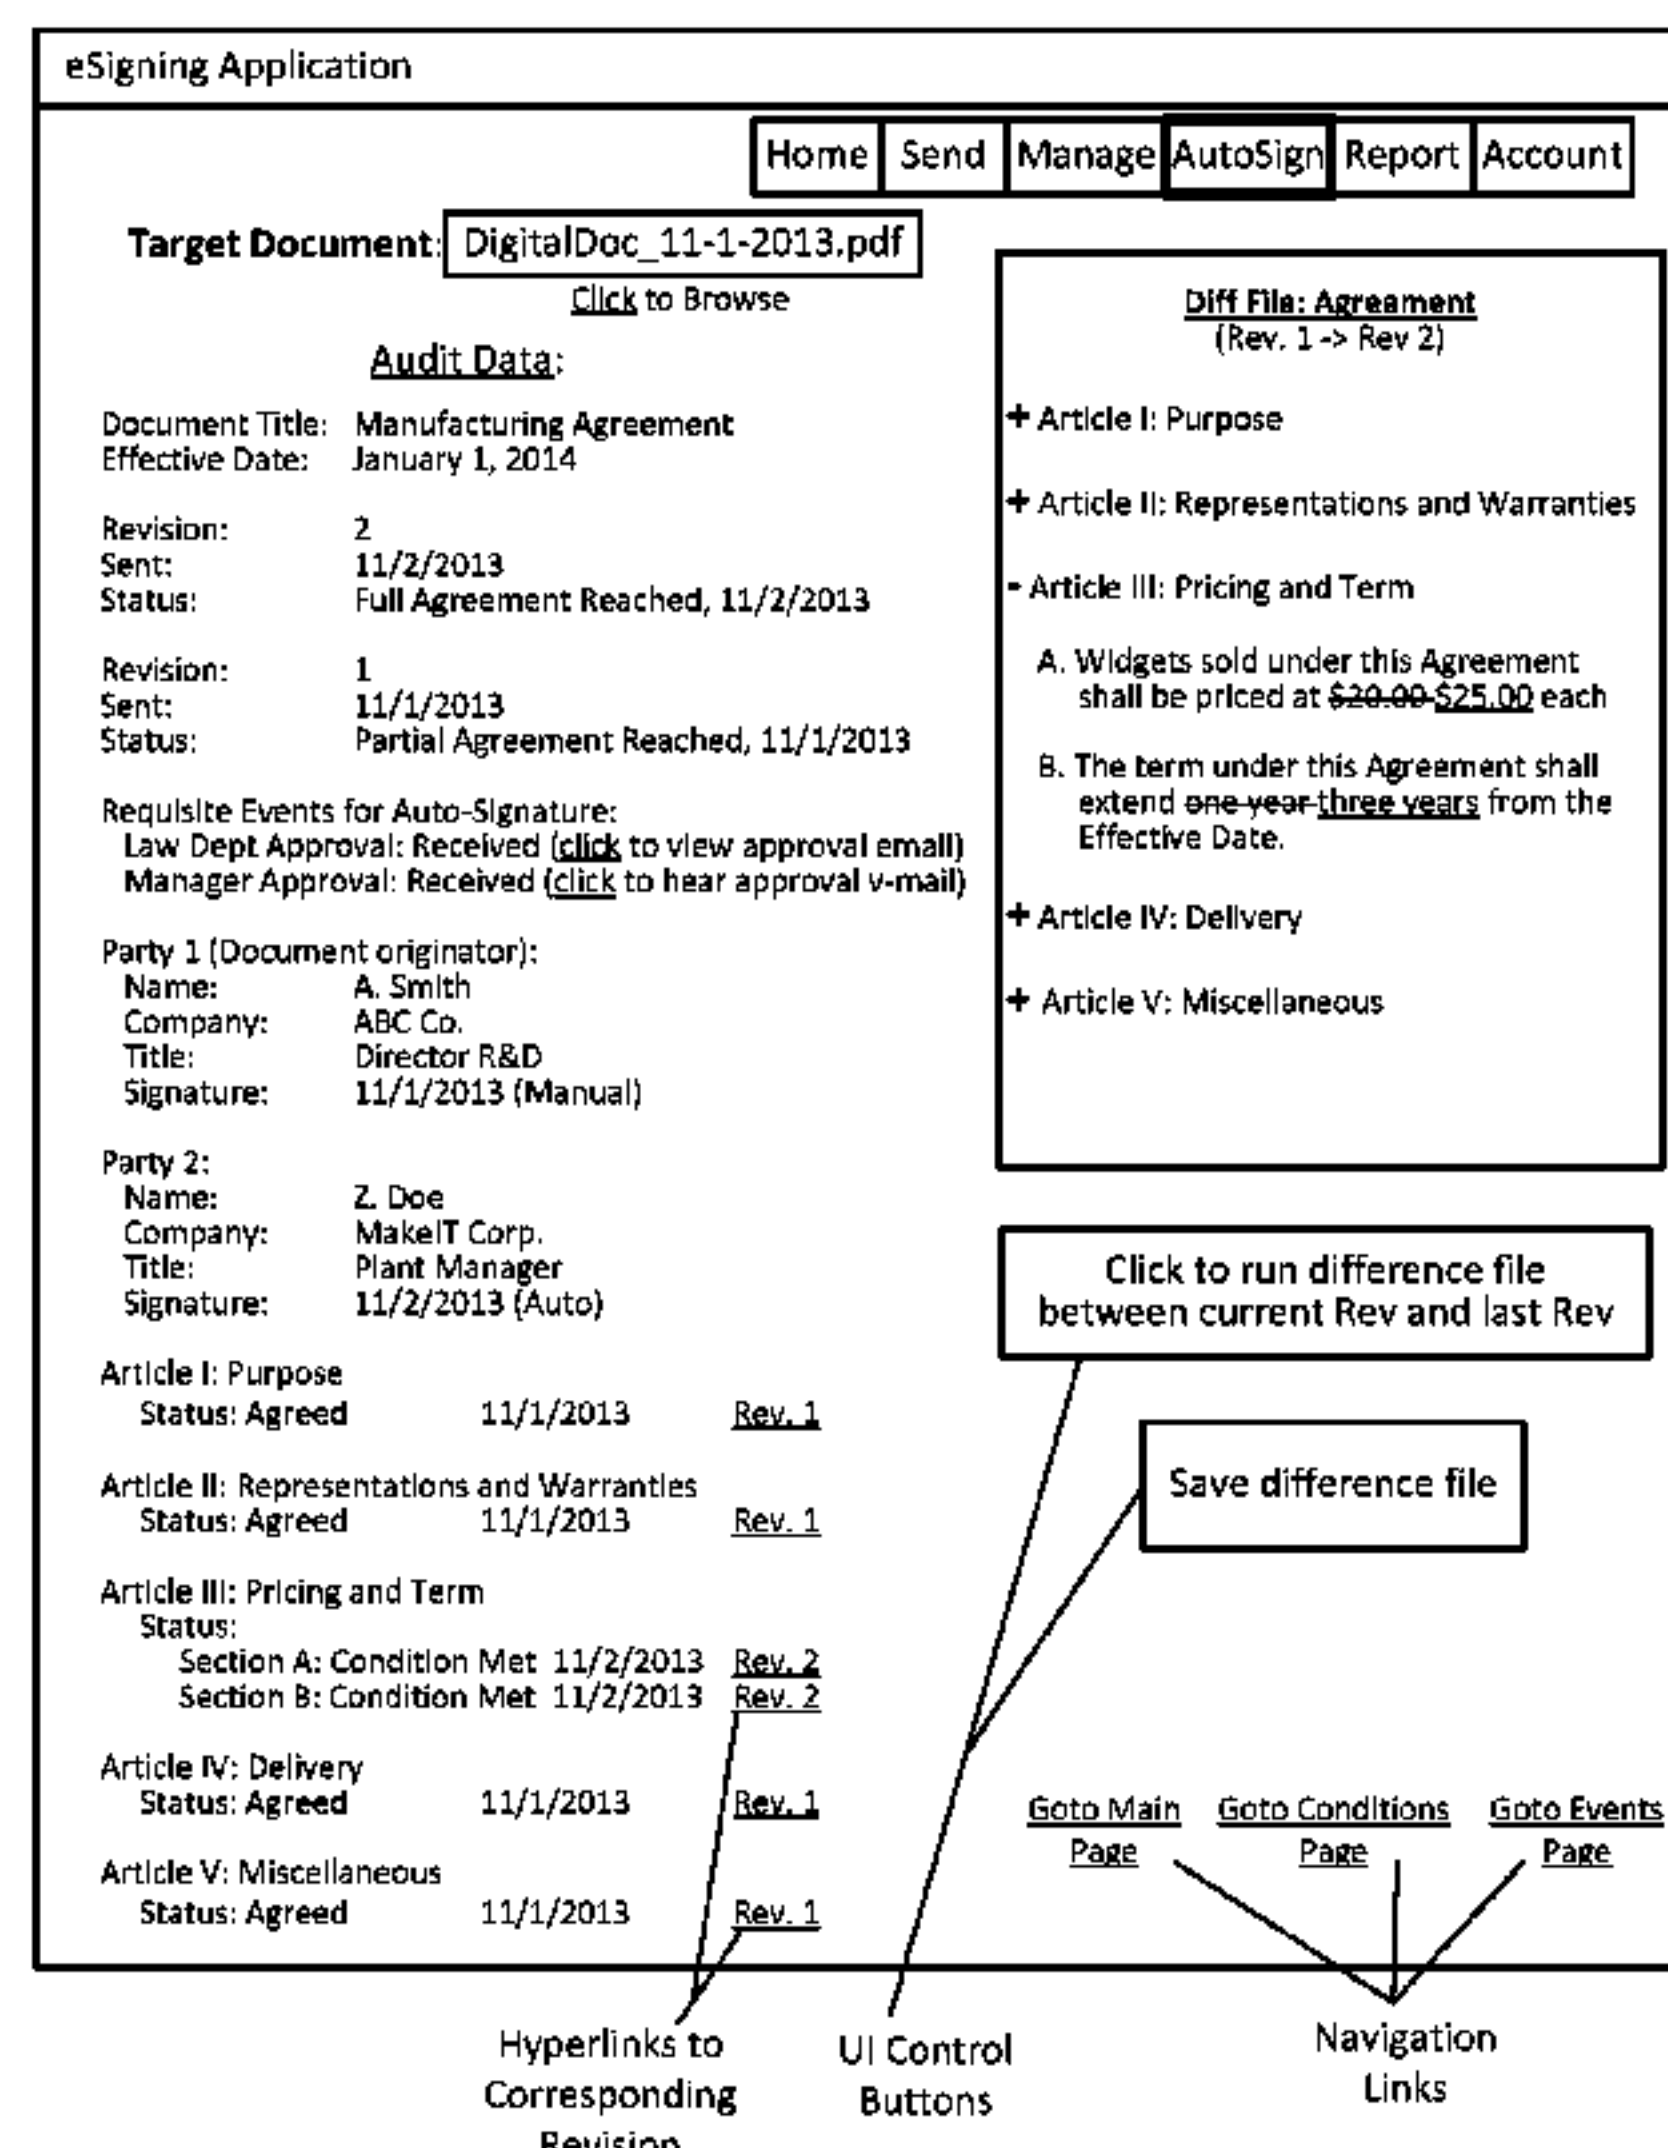 eSigning Application
Home Send Manage AutoSign Report Account
Target Document: DigitalDoc_11-1-2013.pdf
Click to Browse
Audit Data:
Document Title: Manufacturing Agreement
Effective Date: January 1, 2014
Revision: 2
Sent: 11/2/2013
Status: Full Agreement Reached, 11/2/2013
Revision: 1
Sent: 11/1/2013
Status: Partial Agreement Reached, 11/1/2013
Requisite Events for Auto-Signature:
Law Dept Approval: Received (click to view approval email)
Manager Approval: Received (click to hear approval v-mail)
Party 1 (Document originator):
Name: A. Smith
Company: ABC Co.
Title: Director R&D
Signature: 11/1/2013 (Manual)
Party 2:
Name: Z. Doe
Company: MakeIT Corp.
Title: Plant Manager
Signature: 11/2/2013 (Auto)
Article I: Purpose
Status: Agreed 11/1/2013 Rev. 1
Article II: Representations and Warranties
Status: Agreed 11/1/2013 Rev. 1
Article III: Pricing and Term
Status:
Section A: Condition Met 11/2/2013 Rev. 2
Section B: Condition Met 11/2/2013 Rev. 2
Article IV: Delivery
Status: Agreed 11/1/2013 Rev. 1
Article V: Miscellaneous
Status: Agreed 11/1/2013 Rev. 1
Diff File: Agreement
(Rev. 1 -> Rev 2)
+ Article I: Purpose
+ Article II: Representations and Warranties
- Article III: Pricing and Term
A. Widgets sold under this Agreement
shall be priced at $20.00 $25.00 each
B. The term under this Agreement shall
extend one year three years from the
Effective Date.
+ Article IV: Delivery
+ Article V: Miscellaneous
Click to run difference file
between current Rev and last Rev
Save difference file
Goto Main
Page
Goto Conditions
Page
Goto Events
Page
Hyperlinks to
Corresponding
Revision
UI Control
Buttons
Navigation
Links